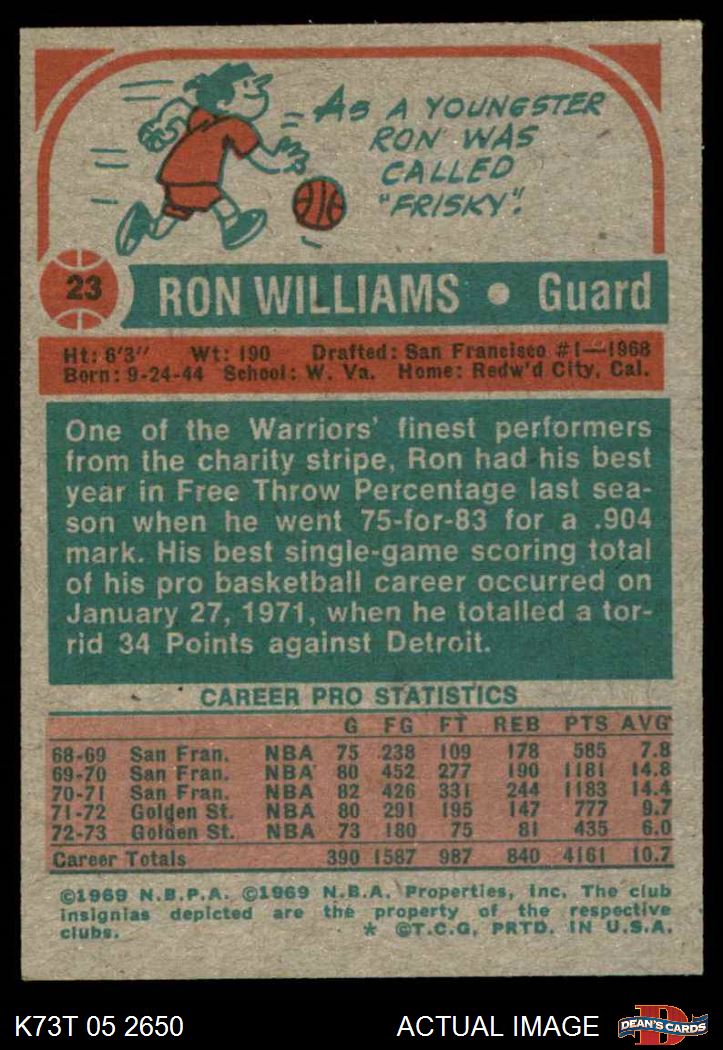 As A YOUNGSTER
RON WAS
CALLED
"FRISKY".
23
RON WILLIAMS • Guard
Ht: 6'3" Wt: 190 Drafted: San Francisco #1—1968
Born: 9-24-44 School: W. Va. Home: Redw'd City, Cal.
One of the Warriors' finest performers
from the charity stripe, Ron had his best
year in Free Throw Percentage last sea-
son when he went 75-for-83 for a .904
mark. His best single-game scoring total
of his pro basketball career occurred on
January 27, 1971, when he totalled a tor-
rid 34 Points against Detroit.
CAREER PRO STATISTICS
G FG FT REB PTS AVG
68-69 San Fran. NBA 75 238 109 178 585 7.8
69-70 San Fran. NBA 80 452 277 190 1181 14.8
70-71 San Fran. NBA 82 426 331 244 1183 14.4
71-72 Golden St. NBA 80 291 195 147 777 9.7
72-73 Golden St. NBA 73 180 75 81 435 6.0
Career Totals 390 1587 987 840 4161 10.7
©1969 N.B.P.A. ©1969 N.B.A. Properties, Inc. The club
insignias depicted are the property of the respective
clubs. * ©T.C.G. PRTD. IN U.S.A.
K73T 05 2650 ACTUAL IMAGE DEAN'S CARDS